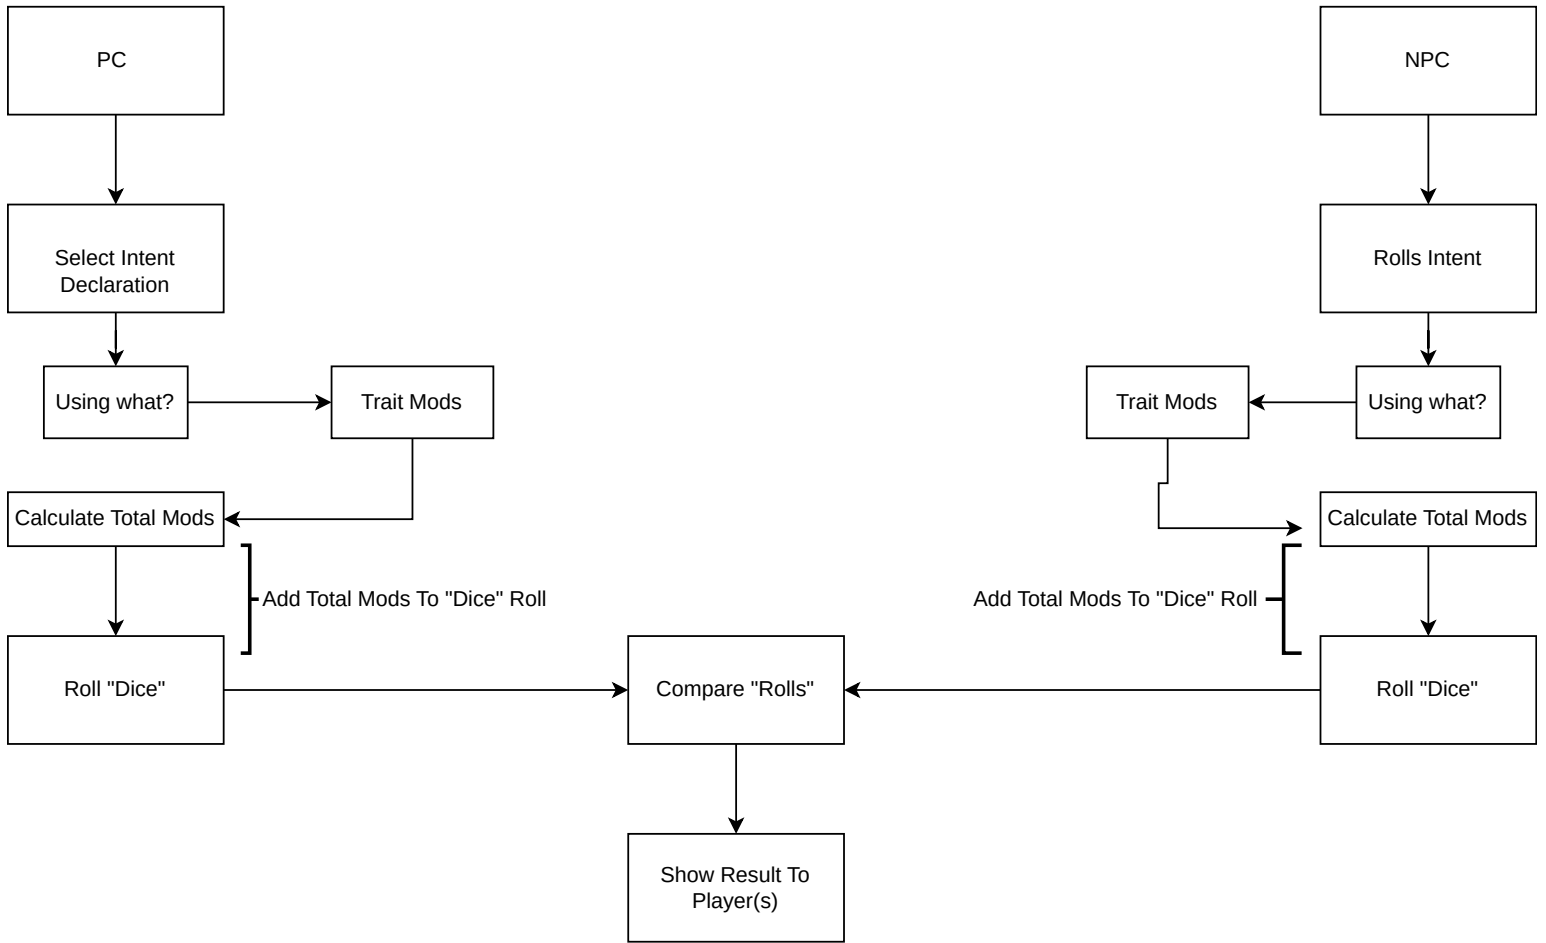 PC
NPC
Select Intent
Declaration
Rolls Intent
Using what?
Trait Mods
Trait Mods
Using what?
Calculate Total Mods
Calculate Total Mods
Add Total Mods To "Dice" Roll
Add Total Mods To "Dice" Roll
Roll "Dice"
Compare "Rolls"
Roll "Dice"
Show Result To
Player(s)